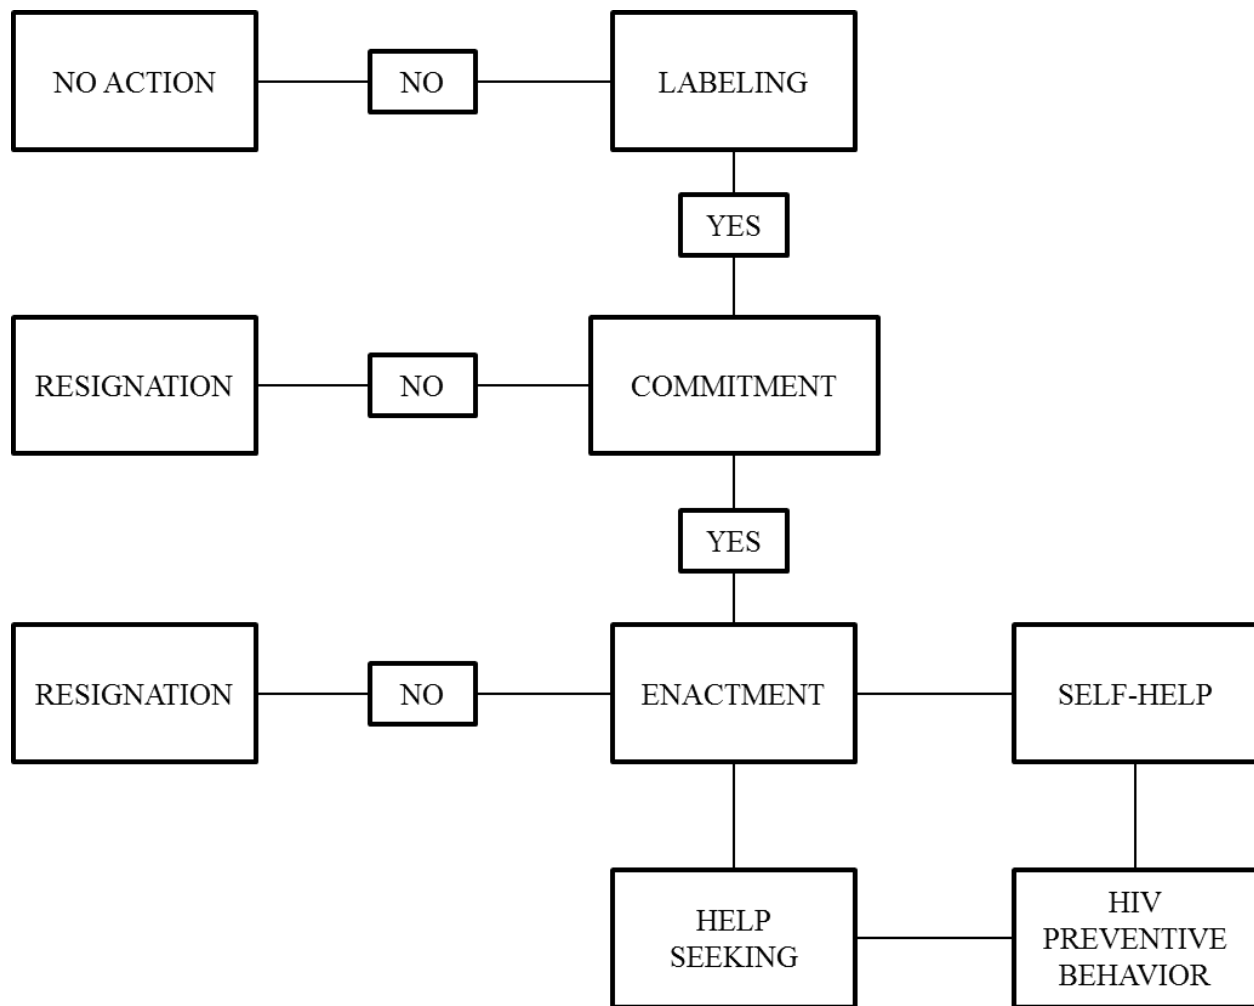 NO ACTION
NO
LABELING
YES
RESIGNATION
NO
COMMITMENT
YES
RESIGNATION
NO
ENACTMENT
SELF-HELP
HELP
SEEKING
HIV
PREVENTIVE
BEHAVIOR